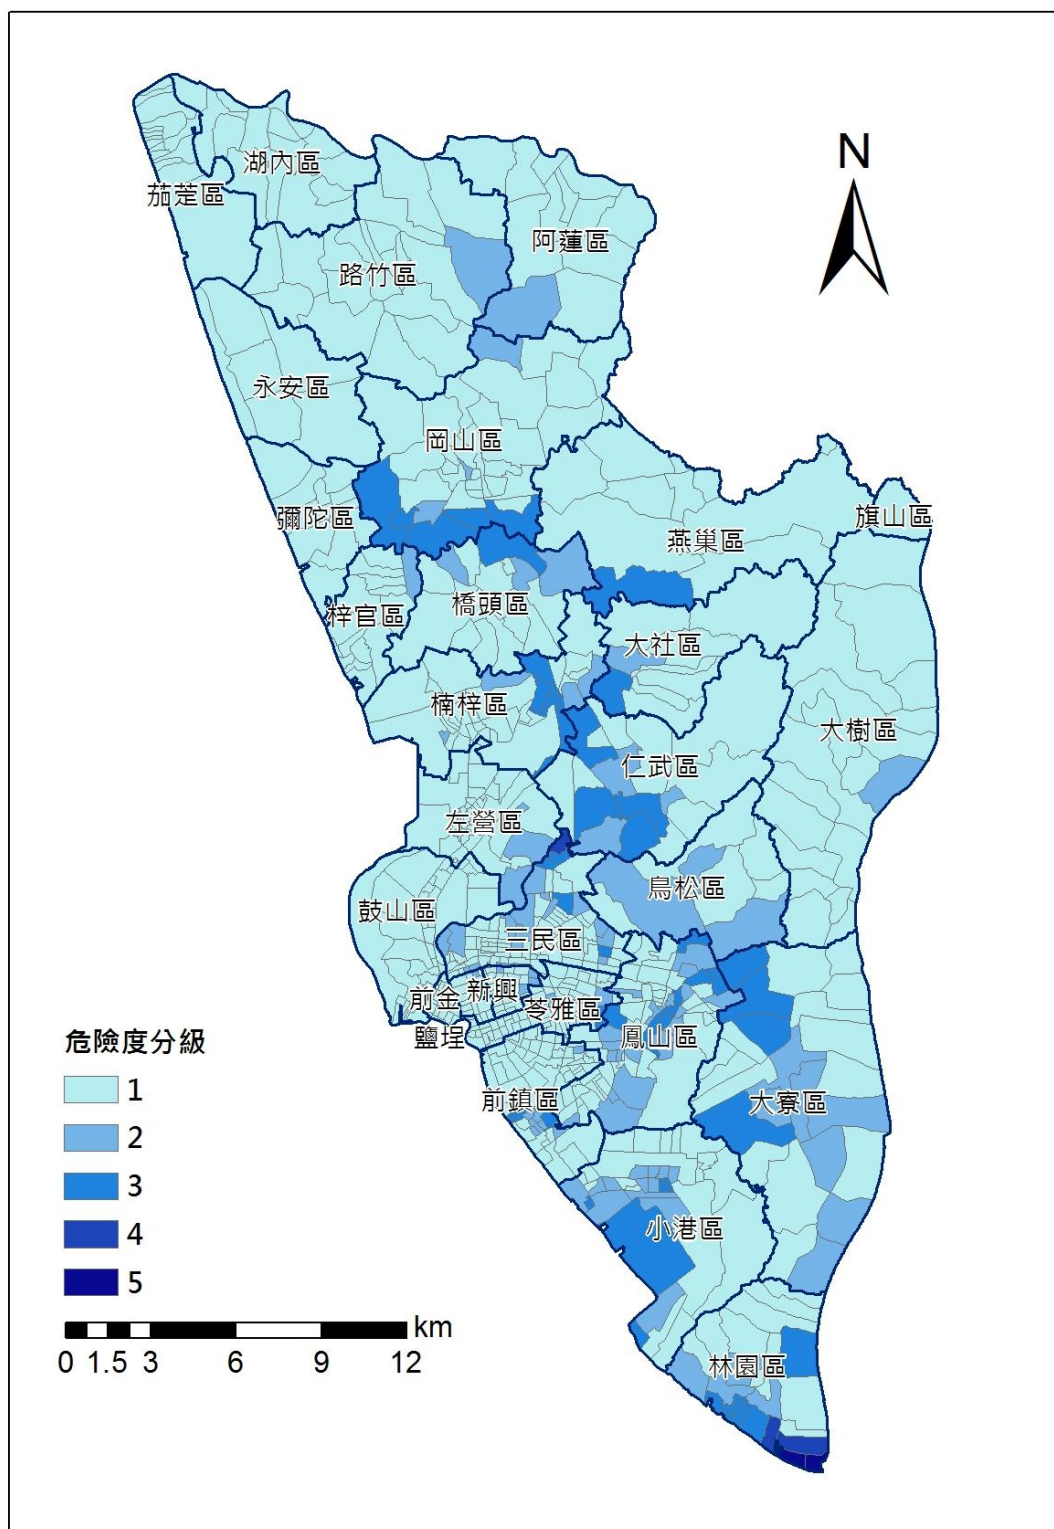 N
湖內區
茄萣區
阿蓮區
路竹區
永安區
岡山區
彌陀區
旗山區
燕巢區
橋頭區
梓官區
大社區
楠梓區
大樹區
仁武區
左營區
鳥松區
鼓山區
三民區
前金
新興
苓雅區
鹽埕
鳳山區
前鎮區
大寮區
小港區
林園區
危險度分級
1
2
3
4
5
km
0 1.5 3 6 9 12